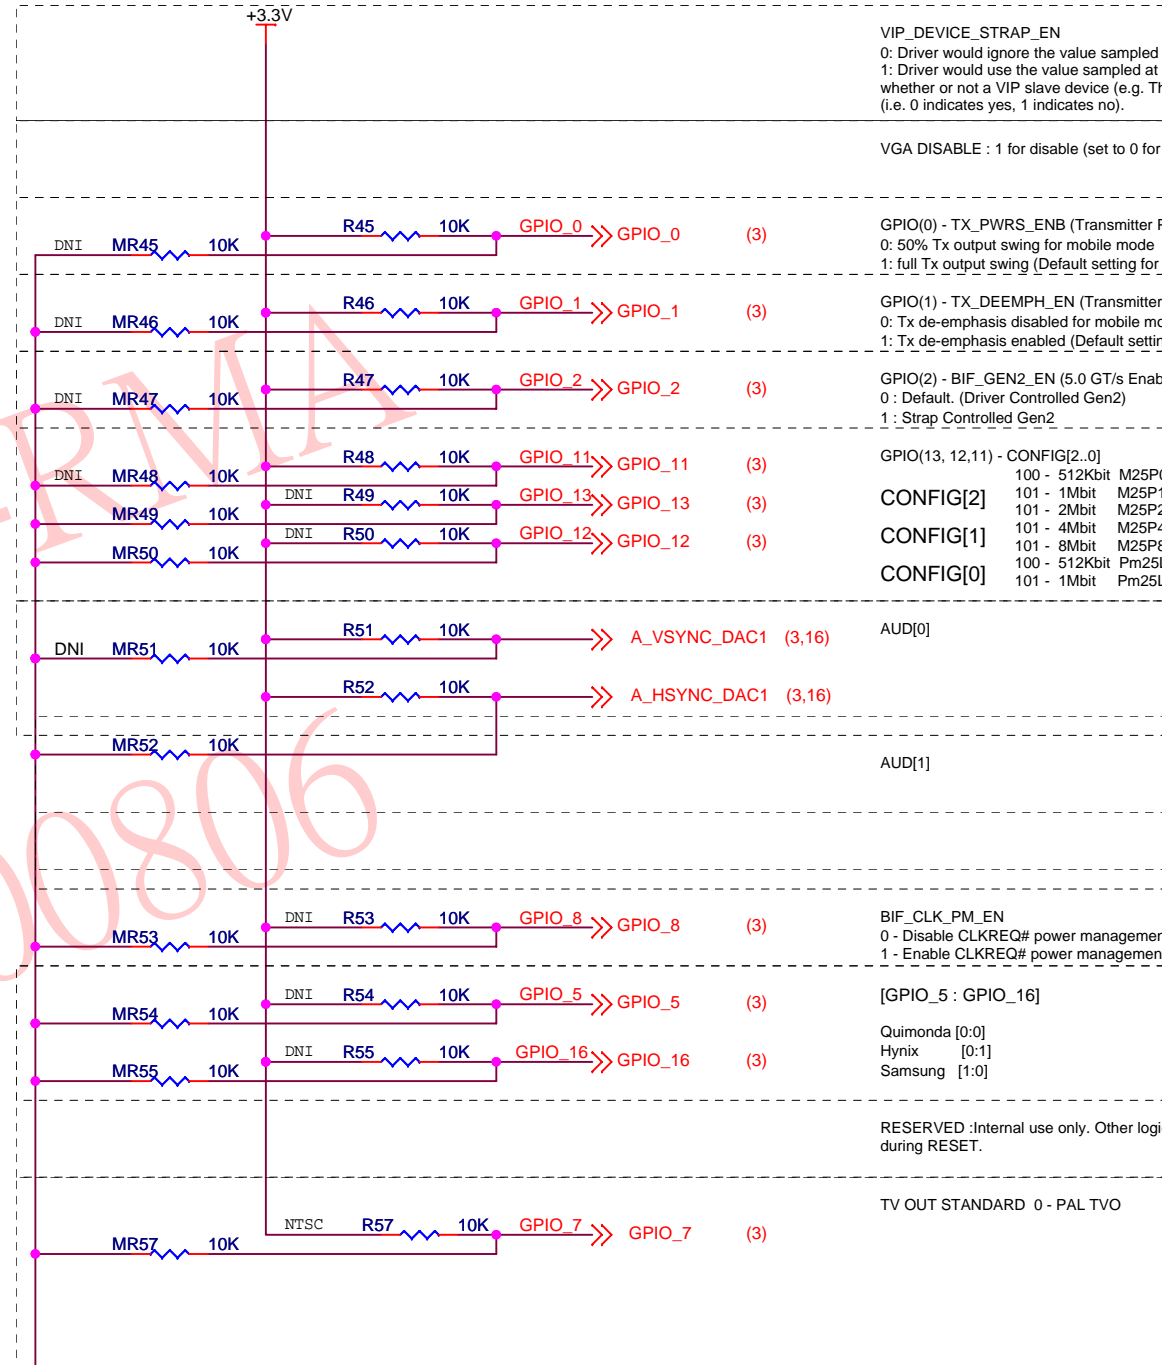 +3.3V
VIP_DEVICE_STRAP_EN
0: Driver would ignore the value sampled
1: Driver would use the value sampled at
whether or not a VIP slave device (e.g. Th
(i.e. 0 indicates yes, 1 indicates no).
VGA DISABLE : 1 for disable (set to 0 for
R45 10K GPIO_0 GPIO_0 (3)
DNI MR45 10K
GPIO(0) - TX_PWRS_ENB (Transmitter P
0: 50% Tx output swing for mobile mode
1: full Tx output swing (Default setting for
R46 10K GPIO_1 GPIO_1 (3)
DNI MR46 10K
GPIO(1) - TX_DEEMPH_EN (Transmitter
0: Tx de-emphasis disabled for mobile mo
1: Tx de-emphasis enabled (Default settin
R47 10K GPIO_2 GPIO_2 (3)
DNI MR47 10K
GPIO(2) - BIF_GEN2_EN (5.0 GT/s Enab
0 : Default. (Driver Controlled Gen2)
1 : Strap Controlled Gen2
R48 10K GPIO_11 GPIO_11 (3)
DNI MR48 10K
DNI R49 10K GPIO_13 GPIO_13 (3)
MR49 10K
DNI R50 10K GPIO_12 GPIO_12 (3)
MR50 10K
GPIO(13, 12,11) - CONFIG[2..0]
CONFIG[2]
CONFIG[1]
CONFIG[0]
100 - 512Kbit M25P0
101 - 1Mbit M25P1
101 - 2Mbit M25P2
101 - 4Mbit M25P4
101 - 8Mbit M25P8
100 - 512Kbit Pm25L
101 - 1Mbit Pm25L
R51 10K A_VSYNC_DAC1 (3,16)
DNI MR51 10K
AUD[0]
R52 10K A_HSYNC_DAC1 (3,16)
MR52 10K
AUD[1]
DNI R53 10K GPIO_8 GPIO_8 (3)
MR53 10K
BIF_CLK_PM_EN
0 - Disable CLKREQ# power managemen
1 - Enable CLKREQ# power managemen
DNI R54 10K GPIO_5 GPIO_5 (3)
MR54 10K
DNI R55 10K GPIO_16 GPIO_16 (3)
MR55 10K
[GPIO_5 : GPIO_16]
Quimonda [0:0]
Hynix [0:1]
Samsung [1:0]
RESERVED :Internal use only. Other logi
during RESET.
NTSC R57 10K GPIO_7 GPIO_7 (3)
MR57 10K
TV OUT STANDARD 0 - PAL TVO
-RMA
00806